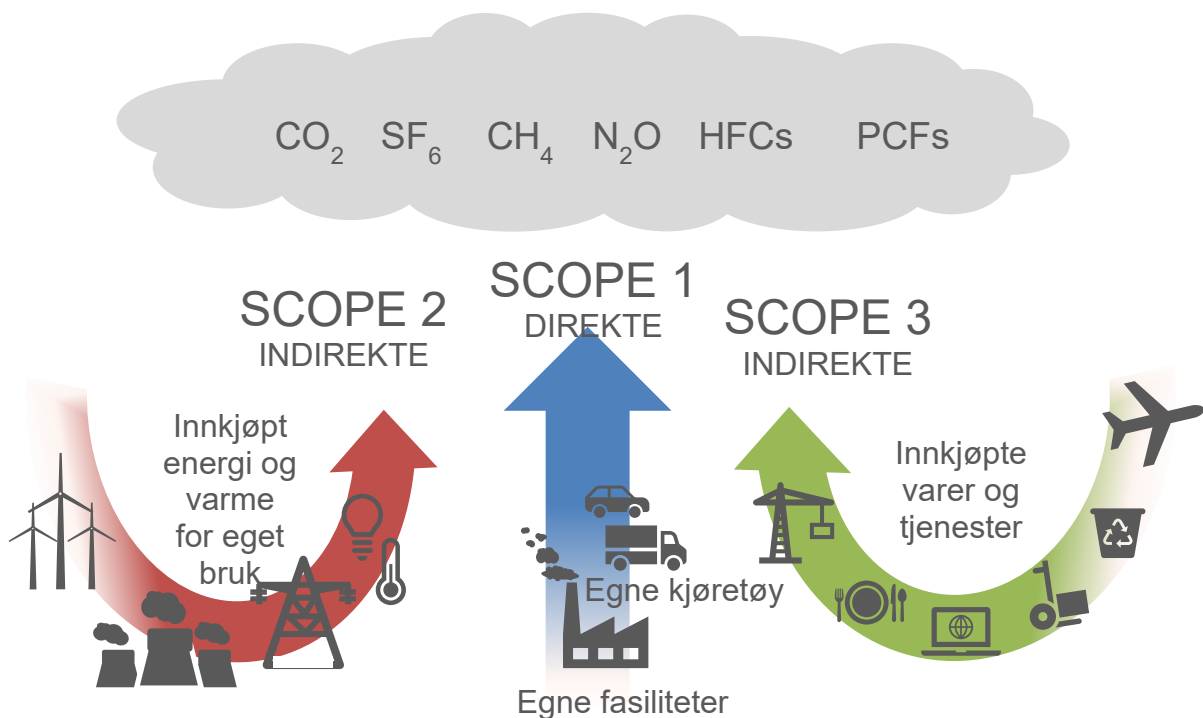 CO₂ SF₆ CH₄ N₂O HFCs PCFs
SCOPE 2
INDIREKTE
SCOPE 1
DIREKTE
SCOPE 3
INDIREKTE
Innkjøpt
energi og
varme
for eget
bruk
Egne kjøretøy
Egne fasiliteter
Innkjøpte
varer og
tjenester